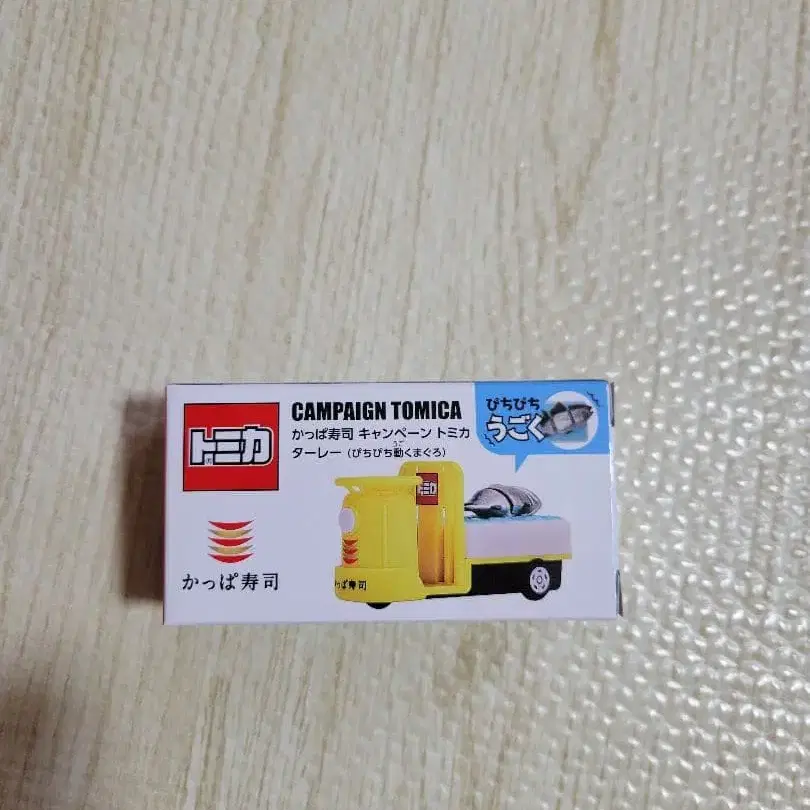 トミカ
CAMPAIGN TOMICA
かっぱ寿司 キャンペーン トミカ
ターレー（ぴちぴち動くまぐろ）
うご
ぴちぴち
うごく
かっぱ寿司
トミカ
っぱ寿司